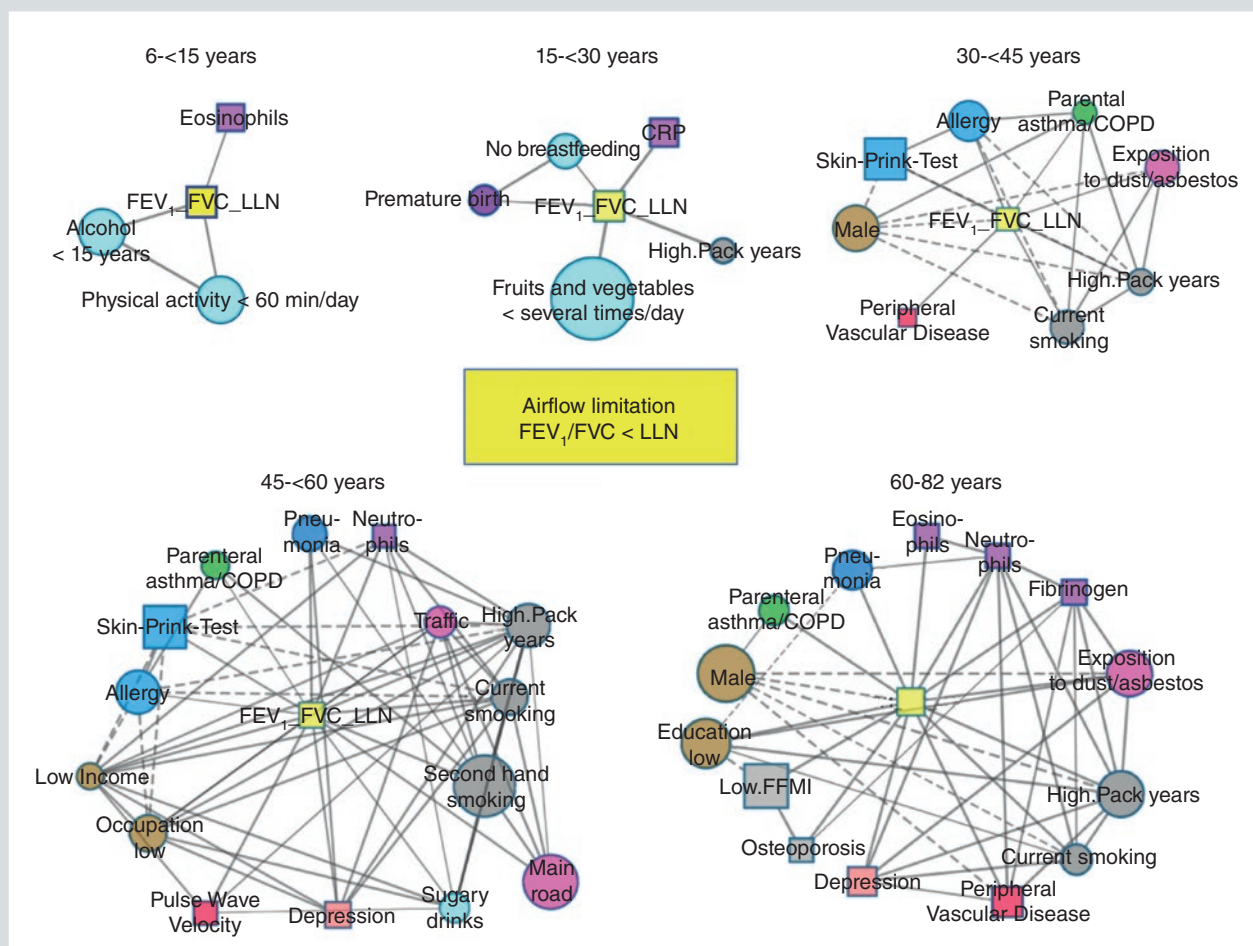 6-<15 years
Eosinophils
FEV1_FVC_LLN
Alcohol
< 15 years
Physical activity < 60 min/day
15-<30 years
CRP
No breastfeeding
Premature birth
FEV1_FVC_LLN
High.Pack years
Fruits and vegetables
< several times/day
30-<45 years
Parental
asthma/COPD
Allergy
Skin-Prink-Test
Exposition
to dust/asbestos
FEV1_FVC_LLN
Male
High.Pack years
Peripheral
Vascular Disease
Current
smoking
Airflow limitation
FEV1/FVC < LLN
45-<60 years
Pneu-
monia
Neutro-
phils
Parenteral
asthma/COPD
Skin-Prink-Test
Traffic
High.Pack
years
Allergy
Current
smooking
FEV1_FVC_LLN
Low Income
Second hand
smoking
Occupation
low
Main
road
Pulse Wave
Velocity
Depression
Sugary
drinks
60-82 years
Eosino-
phils
Neutro-
phils
Pneu-
monia
Fibrinogen
Parenteral
asthma/COPD
Male
Exposition
to dust/asbestos
Education
low
Low.FFMI
High.Pack years
Osteoporosis
Current smoking
Depression
Peripheral
Vascular Disease